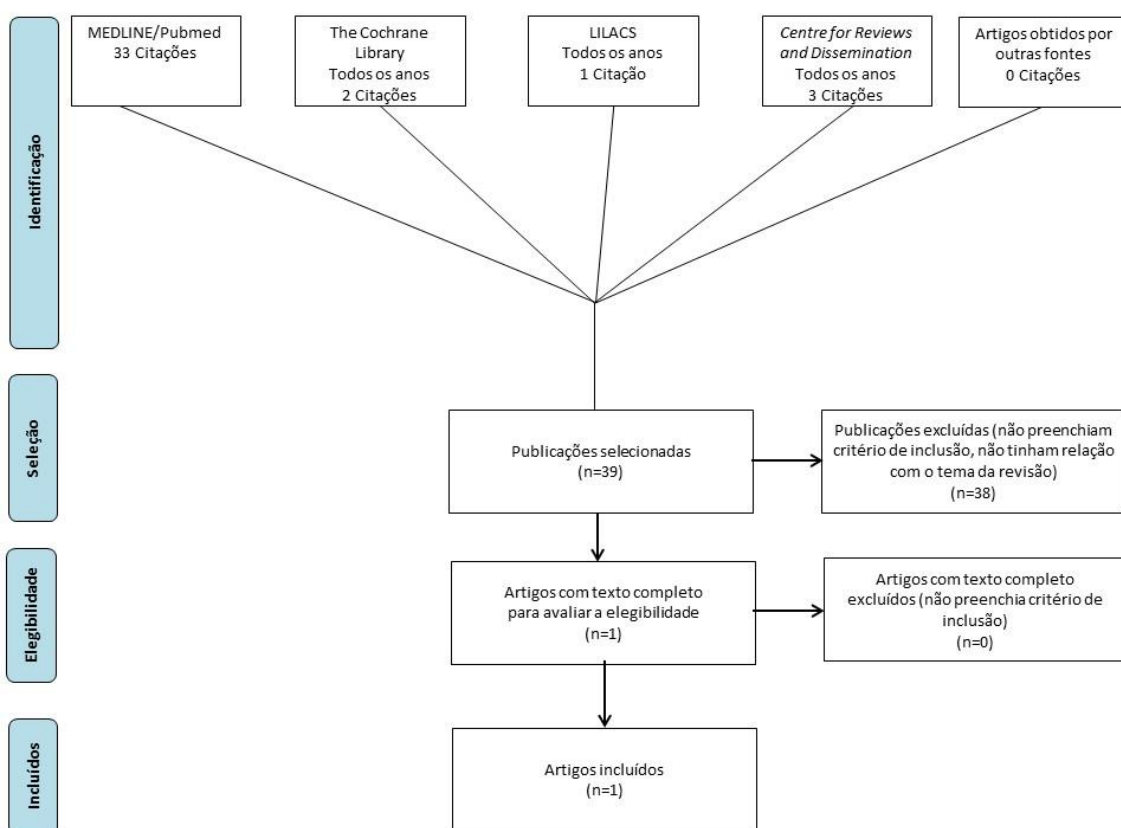 MEDLINE/Pubmed
33 Citações
The Cochrane
Library
Todos os anos
2 Citações
LILACS
Todos os anos
1 Citação
Centre for Reviews
and Dissemination
Todos os anos
3 Citações
Artigos obtidos por
outras fontes
0 Citações
Identificação
Seleção
Publicações selecionadas
(n=39)
Publicações excluídas (não preenchiam
critério de inclusão, não tinham relação
com o tema da revisão)
(n=38)
Elegibilidade
Artigos com texto completo
para avaliar a elegibilidade
(n=1)
Artigos com texto completo
excluídos (não preenchia critério de
inclusão)
(n=0)
Incluídos
Artigos incluídos
(n=1)